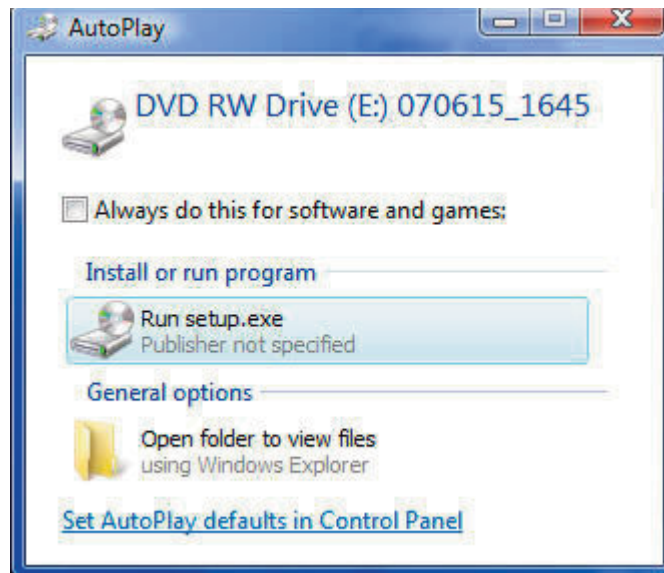 AutoPlay
DVD RW Drive (E:) 070615_1645
Always do this for software and games:
Install or run program
Run setup.exe
Publisher not specified
General options
Open folder to view files
using Windows Explorer
Set AutoPlay defaults in Control Panel